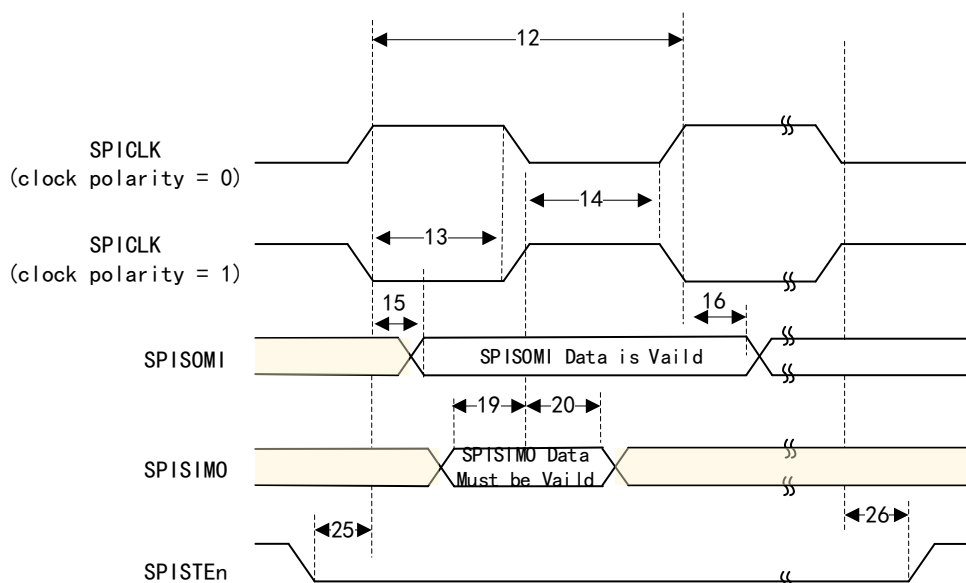 12
SPICLK
(clock polarity = 0)
14
SPICLK
(clock polarity = 1)
13
15
16
SPISOMI
SPISOMI Data is Vaild
19
20
SPISIMO
SPISIMO Data
Must be Vaild
25
26
SPISTEn